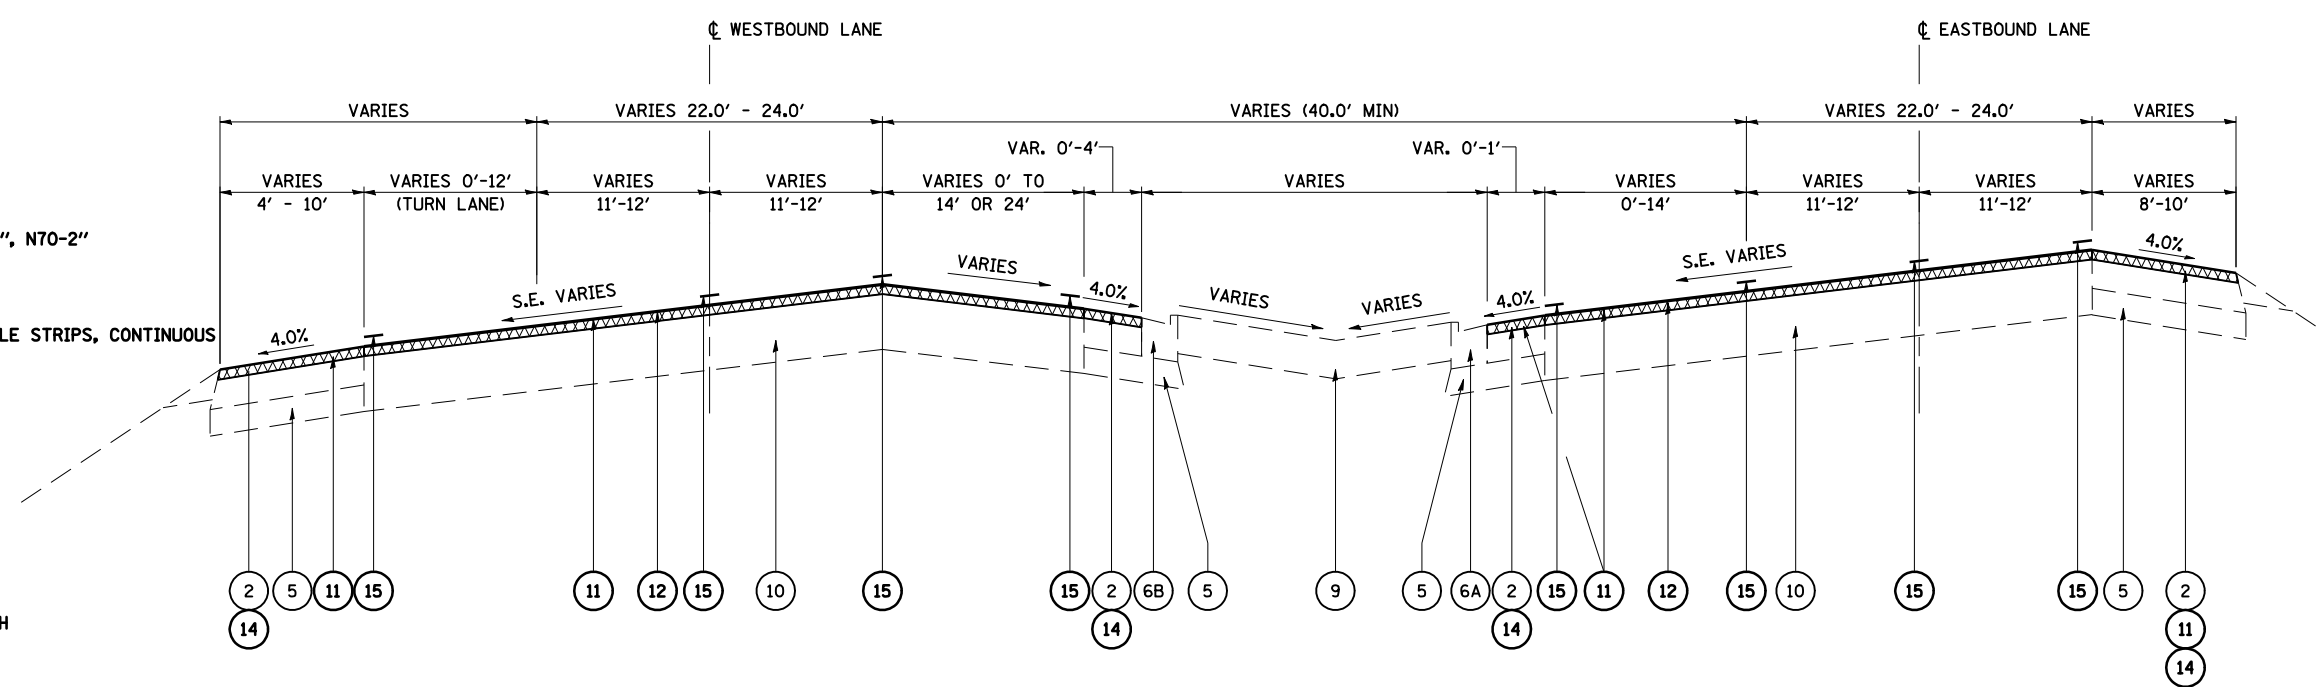 ℄ WESTBOUND LANE
℄ EASTBOUND LANE
VARIES
VARIES 22.0' - 24.0'
VARIES (40.0' MIN)
VARIES 22.0' - 24.0'
VARIES
VAR. 0'-4'
VAR. 0'-1'
VARIES
4' - 10'
VARIES 0'-12'
(TURN LANE)
VARIES
11'-12'
VARIES
11'-12'
VARIES 0' TO
14' OR 24'
VARIES
VARIES
0'-14'
VARIES
11'-12'
VARIES
11'-12'
VARIES
8'-10'
", N70-2"
4.0%
S.E. VARIES
VARIES
4.0%
VARIES
VARIES
4.0%
S.E. VARIES
4.0%
LE STRIPS, CONTINUOUS
2
5
11
15
11
12
15
10
15
15
2
6B
5
9
5
6A
2
15
11
12
15
10
15
15
5
2
H
14
14
14
11
14